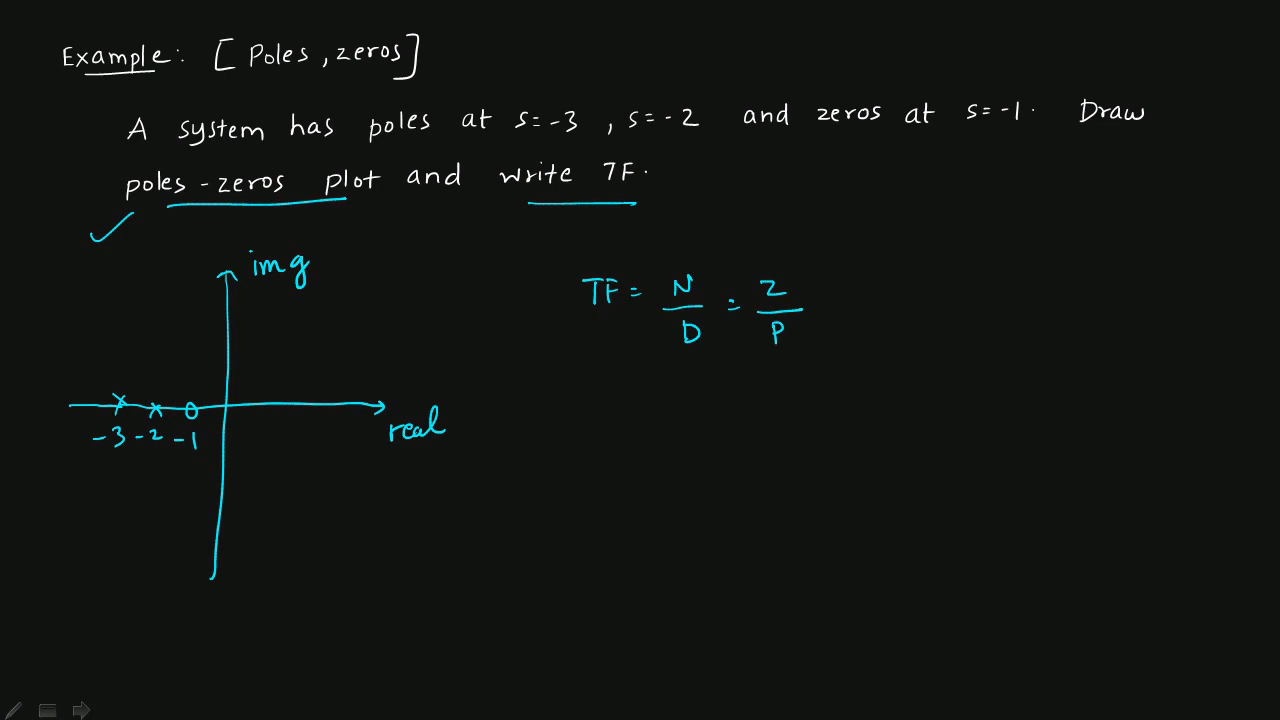 Example: [Poles, zeros]
A system has poles at s=-3, s=-2 and zeros at s=-1. Draw
poles-zeros plot and write TF.
img
TF = N/D = Z/P
-3 -2 -1
real